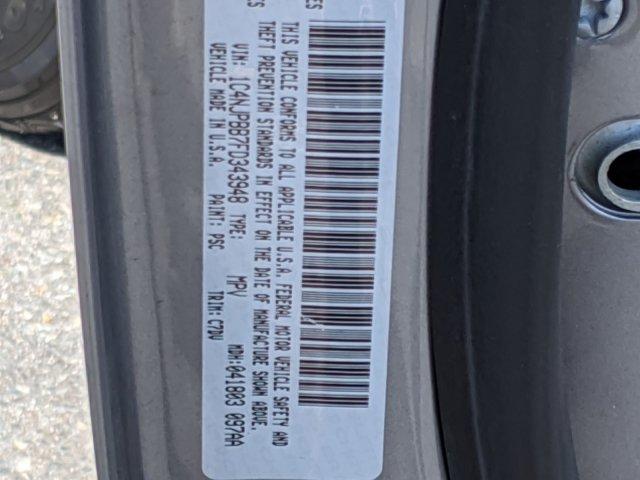 THIS VEHICLE CONFORMS TO ALL APPLICABLE U.S.A. FEDERAL MOTOR VEHICLE SAFETY AND
THEFT PREVENTION STANDARDS IN EFFECT ON THE DATE OF MANUFACTURE SHOWN ABOVE.
VIN: 1C4NJPBB7FD343948 TYPE: MPV MDH:041803 097AA
VEHICLE MADE IN U.S.A. PAINT: PSC TRIM: C7DV